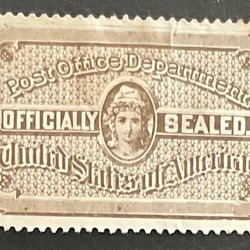 Post Office Department
OFFICIALLY SEALED
United States of America